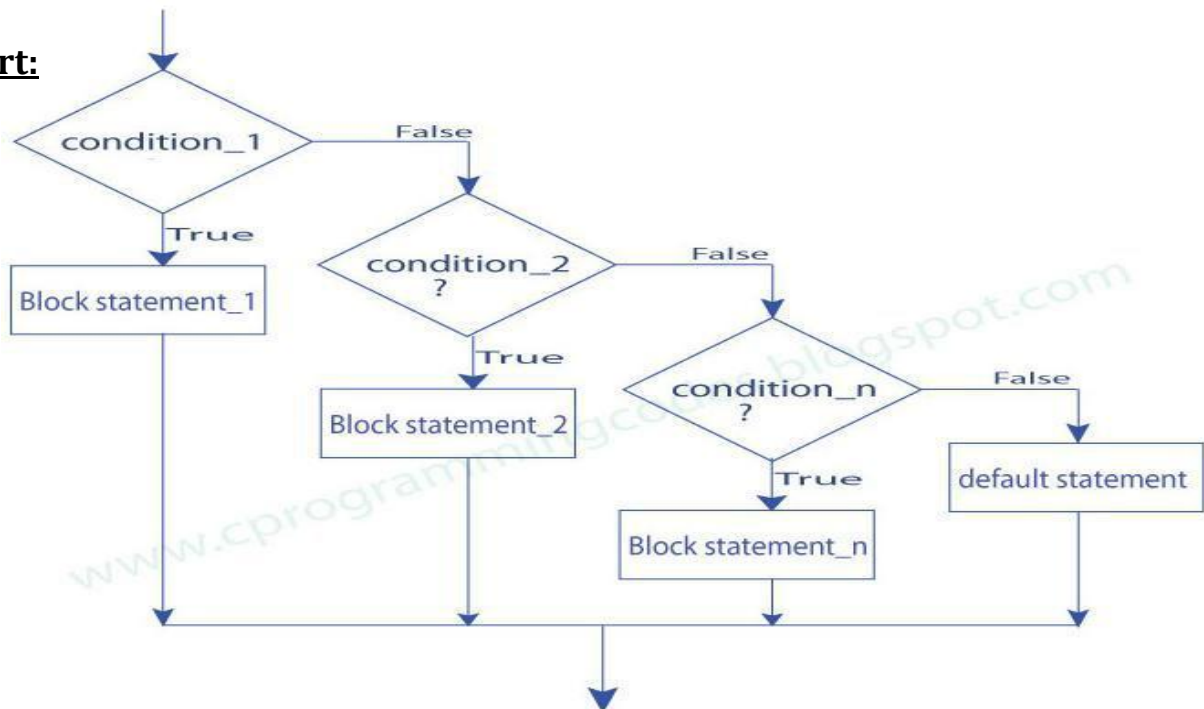 rt:
condition_1
False
True
Block statement_1
condition_2
?
False
True
Block statement_2
condition_n
?
False
True
Block statement_n
default statement
www.cprogrammingcodes.blogspot.com